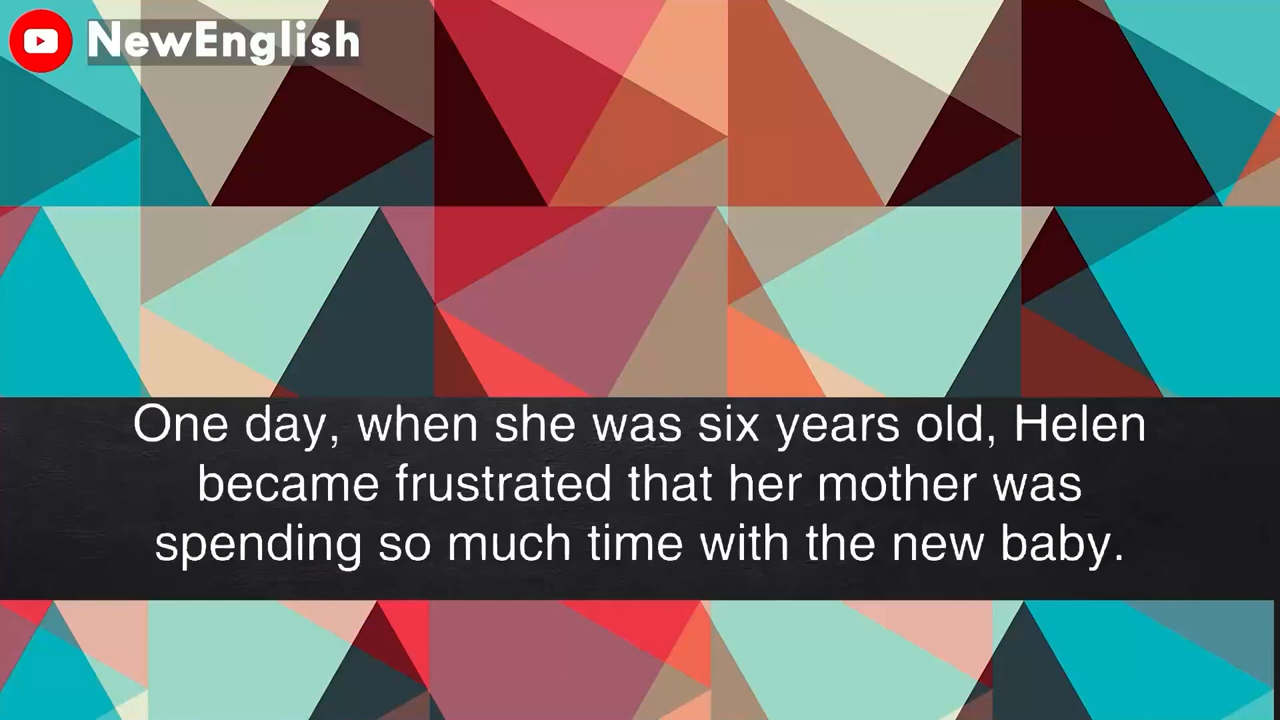 NewEnglish
One day, when she was six years old, Helen
became frustrated that her mother was
spending so much time with the new baby.